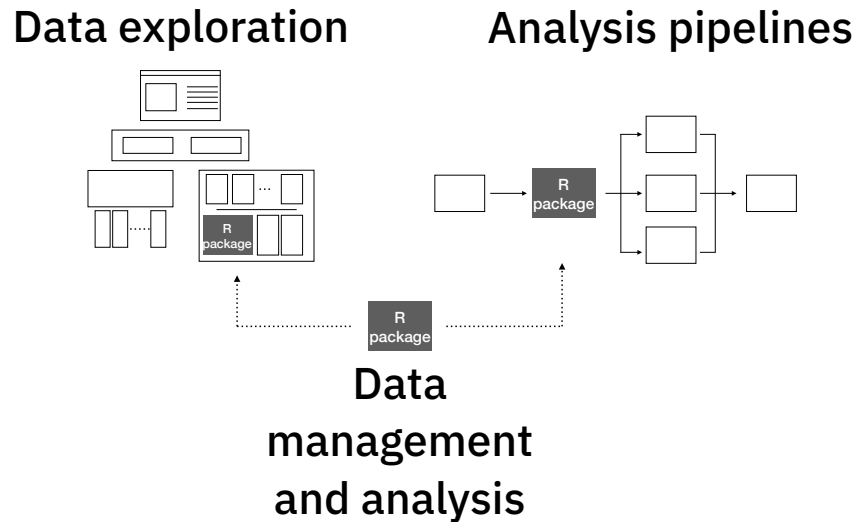 Data exploration
Analysis pipelines
...
R
package
.....
R
package
R
package
Data
management
and analysis